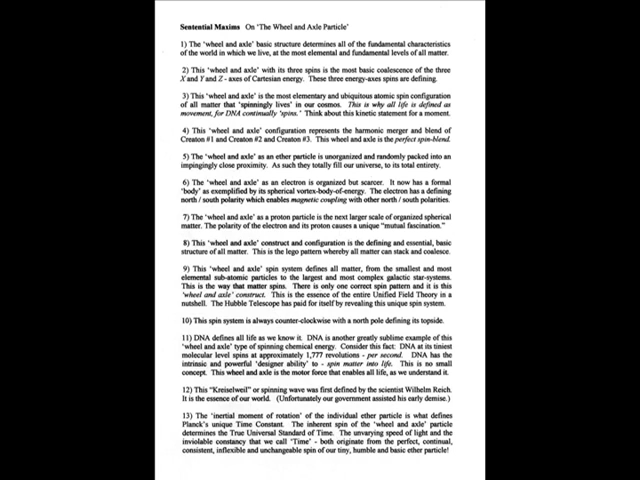 Sentential Maxims On 'The Wheel and Axle Particle'
1) The 'wheel and axle' basic structure determines all of the fundamental characteristics
of the world in which we live, at the most elemental and fundamental levels of all matter.
2) This 'wheel and axle' with its three spins is the most basic coalescence of the three
X and Y and Z - axes of Cartesian energy. These three energy-axes spins are defining.
3) This 'wheel and axle' is the most elementary and ubiquitous atomic spin configuration
of all matter that 'spinningly lives' in our cosmos. This is why all life is defined as
movement, for DNA continually 'spins.' Think about this kinetic statement for a moment.
4) This 'wheel and axle' configuration represents the harmonic merger and blend of
Creaton #1 and Creaton #2 and Creaton #3. This wheel and axle is the perfect spin-blend.
5) The 'wheel and axle' as an ether particle is unorganized and randomly packed into an
impingingly close proximity. As such they totally fill our universe, to its total entirety.
6) The 'wheel and axle' as an electron is organized but scarcer. It now has a formal
'body' as exemplified by its spherical vortex-body-of-energy. The electron has a defining
north / south polarity which enables magnetic coupling with other north / south polarities.
7) The 'wheel and axle' as a proton particle is the next larger scale of organized spherical
matter. The polarity of the electron and its proton causes a unique "mutual fascination."
8) This 'wheel and axle' construct and configuration is the defining and essential, basic
structure of all matter. This is the lego pattern whereby all matter can stack and coalesce.
9) This 'wheel and axle' spin system defines all matter, from the smallest and most
elemental sub-atomic particles to the largest and most complex galactic star-systems.
This is the way that matter spins. There is only one correct spin pattern and it is this
'wheel and axle' construct. This is the essence of the entire Unified Field Theory in a
nutshell. The Hubble Telescope has paid for itself by revealing this unique spin system.
10) This spin system is always counter-clockwise with a north pole defining its topside.
11) DNA defines all life as we know it. DNA is another greatly sublime example of this
'wheel and axle' type of spinning chemical energy. Consider this fact: DNA at its tiniest
molecular level spins at approximately 1,777 revolutions - per second. DNA has the
intrinsic and powerful 'designer ability' to - spin matter into life. This is no small
concept. This wheel and axle is the motor force that enables all life, as we understand it.
12) This "Kreiselweil" or spinning wave was first defined by the scientist Wilhelm Reich.
It is the essence of our world. (Unfortunately our government assisted his early demise.)
13) The 'inertial moment of rotation' of the individual ether particle is what defines
Planck's unique Time Constant. The inherent spin of the 'wheel and axle' particle
determines the True Universal Standard of Time. The unvarying speed of light and the
inviolable constancy that we call 'Time' - both originate from the perfect, continual,
consistent, inflexible and unchangeable spin of our tiny, humble and basic ether particle!